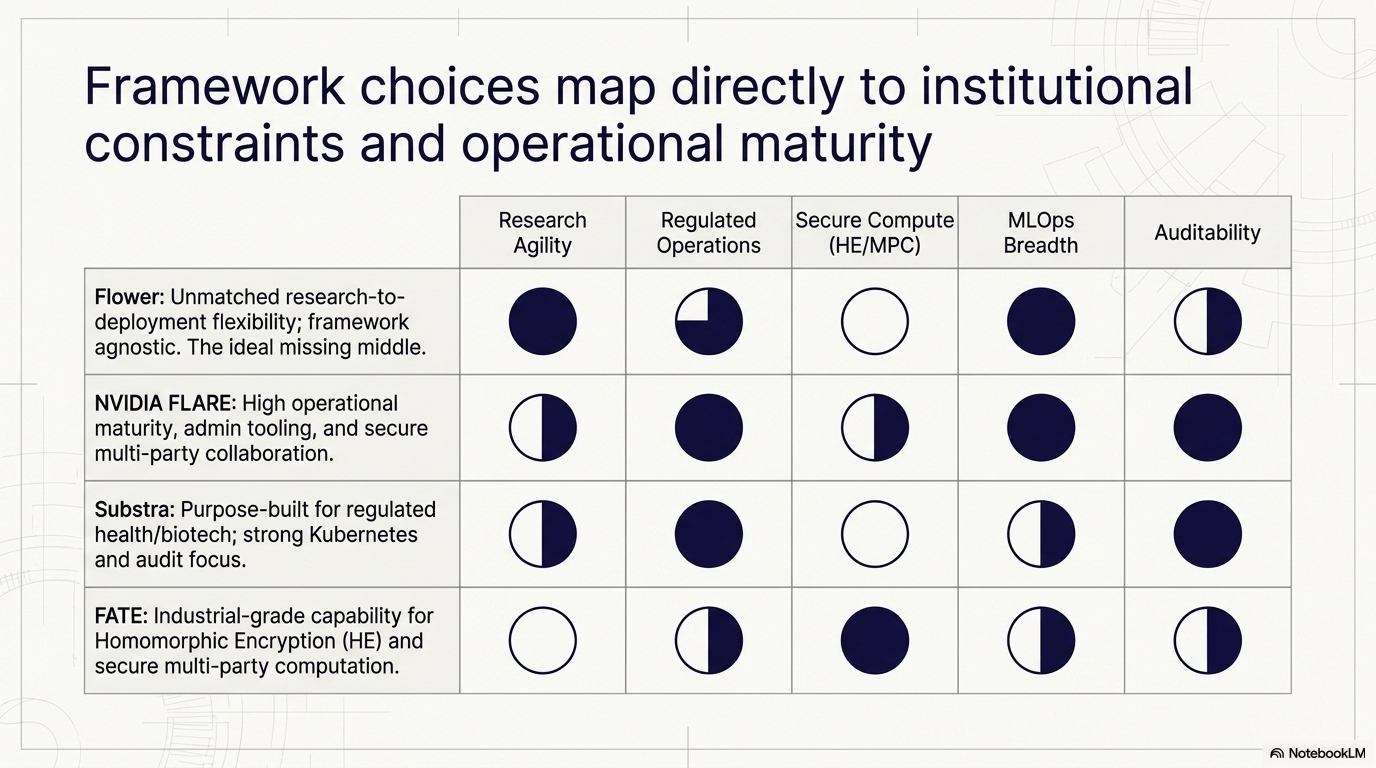 Framework choices map directly to institutional
constraints and operational maturity
Research
Agility
Regulated
Operations
Secure Compute
(HE/MPC)
MLOps
Breadth
Auditability
Flower: Unmatched research-to-
deployment flexibility; framework
agnostic. The ideal missing middle.
NVIDIA FLARE: High operational
maturity, admin tooling, and secure
multi-party collaboration.
Substra: Purpose-built for regulated
health/biotech; strong Kubernetes
and audit focus.
FATE: Industrial-grade capability for
Homomorphic Encryption (HE) and
secure multi-party computation.
NotebookLM